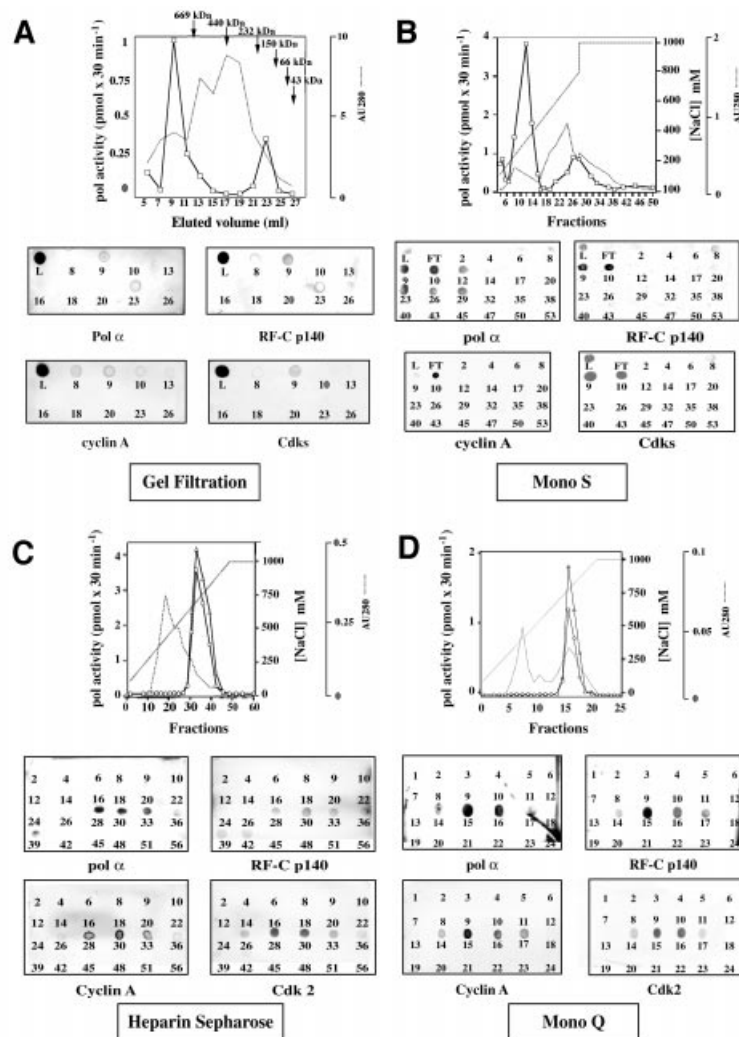 A
669 kDa
440 kDa
232 kDa
150 kDa
66 kDa
43 kDa
pol activity (pmol x 30 min⁻¹)
1
0.75
0.5
0.25
0
10
5
0
AU280
5 7 9 11 13 15 17 19 21 23 25 27
Eluted volume (ml)
L 8 9 10 13
16 18 20 23 26
Pol α
L 8 9 10 13
16 18 20 23 26
RF-C p140
L 8 9 10 13
16 18 20 23 26
cyclin A
L 8 9 10 13
16 18 20 23 26
Cdks
Gel Filtration
B
pol activity (pmol x 30 min⁻¹)
4
3
2
1
0
1000
800
400
200
100
[NaCl] mM
2
1
0
AU280
6 10 14 18 22 26 30 34 38 42 46 50
Fractions
L FT 2 4 6 8
9 10 12 14 17 20
23 26 29 32 35 38
40 43 45 47 50 53
pol α
L FT 2 4 6 8
9 10 12 14 17 20
23 26 29 32 35 38
40 43 45 47 50 53
RF-C p140
L FT 2 4 6 8
9 10 12 14 17 20
23 26 29 32 35 38
40 43 45 47 50 53
cyclin A
L FT 2 4 6 8
9 10 12 14 17 20
23 26 29 32 35 38
40 43 45 47 50 53
Cdks
Mono S
C
pol activity (pmol x 30 min⁻¹)
4
3
2
1
0
1000
750
500
250
0
[NaCl] mM
0.5
0.25
0
AU280
0 10 20 30 40 50 60
Fractions
2 4 6 8 9 10
12 14 16 18 20 22
24 26 28 30 33 36
39 42 45 48 51 56
pol α
2 4 6 8 9 10
12 14 16 18 20 22
24 26 28 30 33 36
39 42 45 48 51 56
RF-C p140
2 4 6 8 9 10
12 14 16 18 20 22
24 26 28 30 33 36
39 42 45 48 51 56
Cyclin A
2 4 6 8 9 10
12 14 16 18 20 22
24 26 28 30 33 36
39 42 45 48 51 56
Cdk 2
Heparin Sepharose
D
pol activity (pmol x 30 min⁻¹)
2
1
0
1000
750
500
250
0
[NaCl] mM
0.1
0.05
0
AU280
0 5 10 15 20 25
Fractions
1 2 3 4 5 6
7 8 9 10 11 12
13 14 15 16 17 18
19 20 21 22 23 24
pol α
1 2 3 4 5 6
7 8 9 10 11 12
13 14 15 16 17 18
19 20 21 22 23 24
RF-C p140
1 2 3 4 5 6
7 8 9 10 11 12
13 14 15 16 17 18
19 20 21 22 23 24
Cyclin A
1 2 3 4 5 6
7 8 9 10 11 12
13 14 15 16 17 18
19 20 21 22 23 24
Cdk2
Mono Q